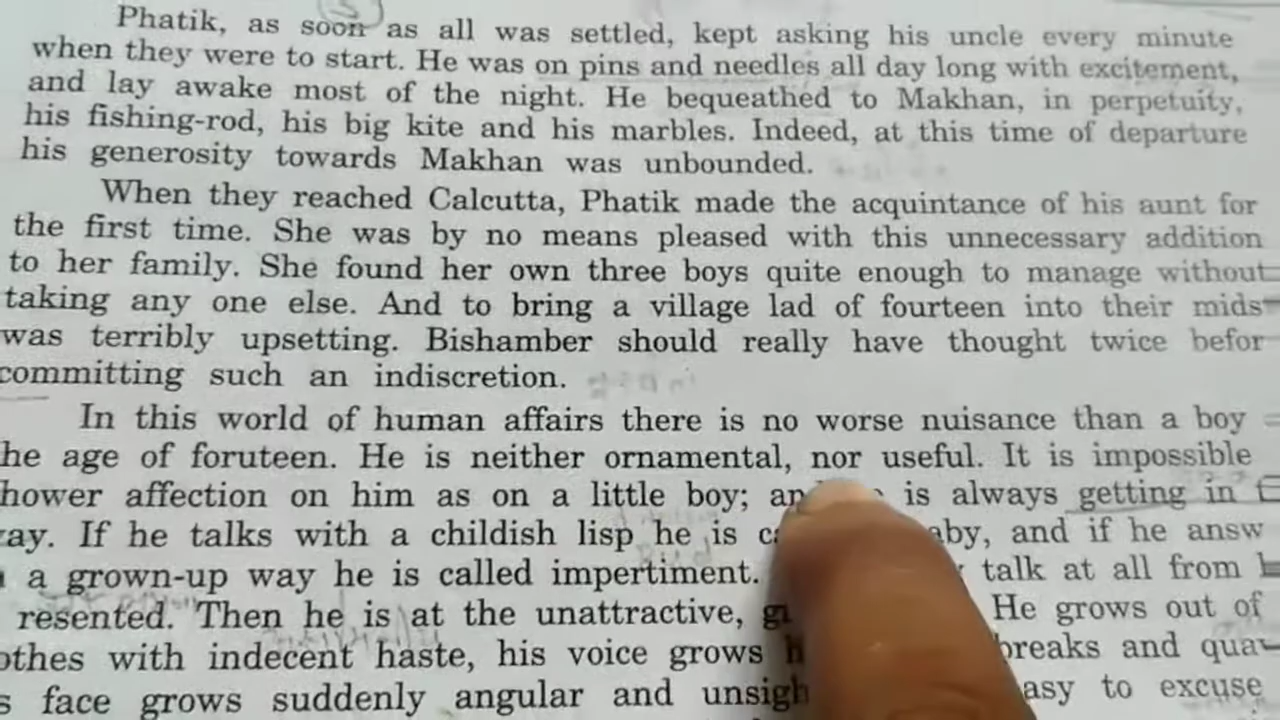 Phatik, as soon as all was settled, kept asking his uncle every minute
when they were to start. He was on pins and needles all day long with excitement,
and lay awake most of the night. He bequeathed to Makhan, in perpetuity,
his fishing-rod, his big kite and his marbles. Indeed, at this time of departure
his generosity towards Makhan was unbounded.
When they reached Calcutta, Phatik made the acquintance of his aunt for
the first time. She was by no means pleased with this unnecessary addition
to her family. She found her own three boys quite enough to manage without
taking any one else. And to bring a village lad of fourteen into their mids
was terribly upsetting. Bishamber should really have thought twice befor
committing such an indiscretion.
In this world of human affairs there is no worse nuisance than a boy
he age of foruteen. He is neither ornamental, nor useful. It is impossible
hower affection on him as on a little boy; is always getting in
ay. If he talks with a childish lisp he is aby, and if he answ
a grown-up way he is called impertiment. talk at all from
resented. Then he is at the unattractive, He grows out of
othes with indecent haste, his voice grows breaks and qua
s face grows suddenly angular and unsigh asy to excuse